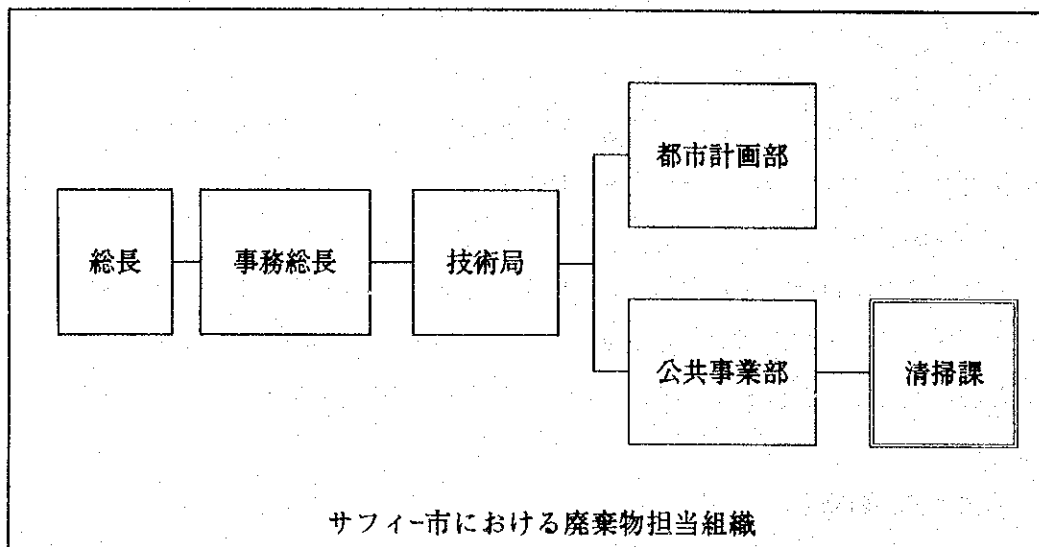 総長
事務総長
技術局
都市計画部
公共事業部
清掃課
サフィー市における廃棄物担当組織